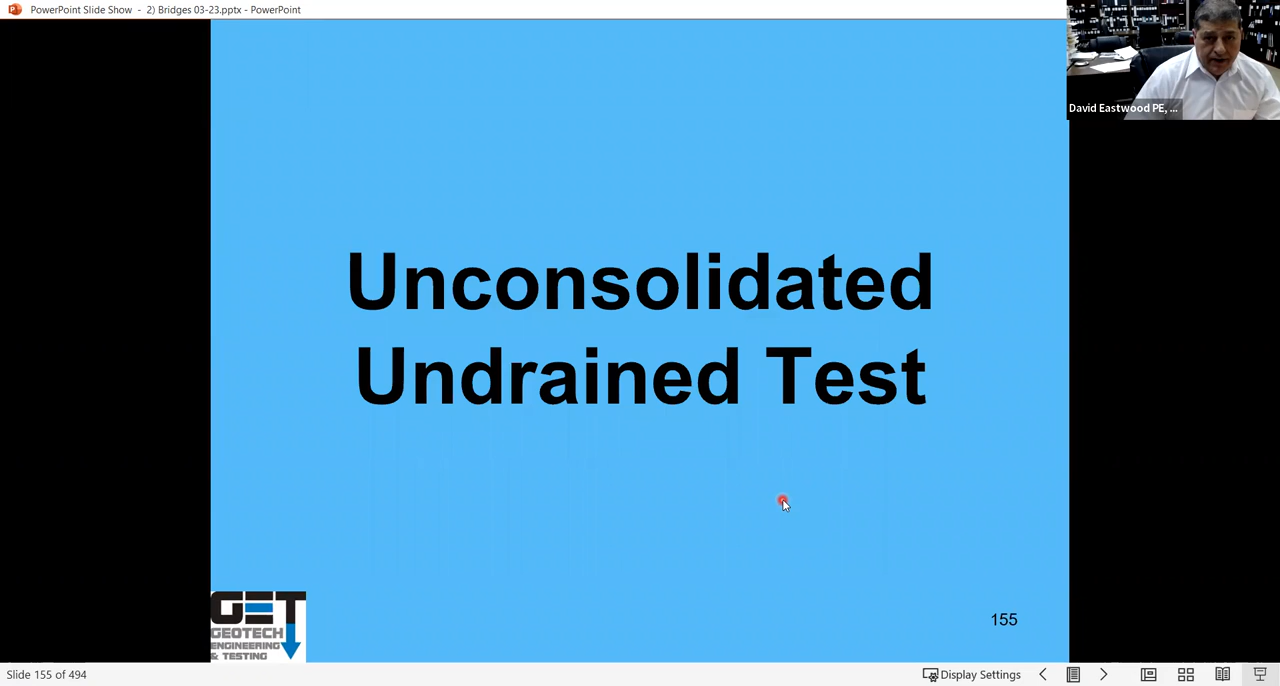 PowerPoint Slide Show - 2) Bridges 03-23.pptx - PowerPoint
David Eastwood PE, ...
Unconsolidated
Undrained Test
GET
GEOTECH
ENGINEERING
& TESTING
155
Slide 155 of 494
Display Settings